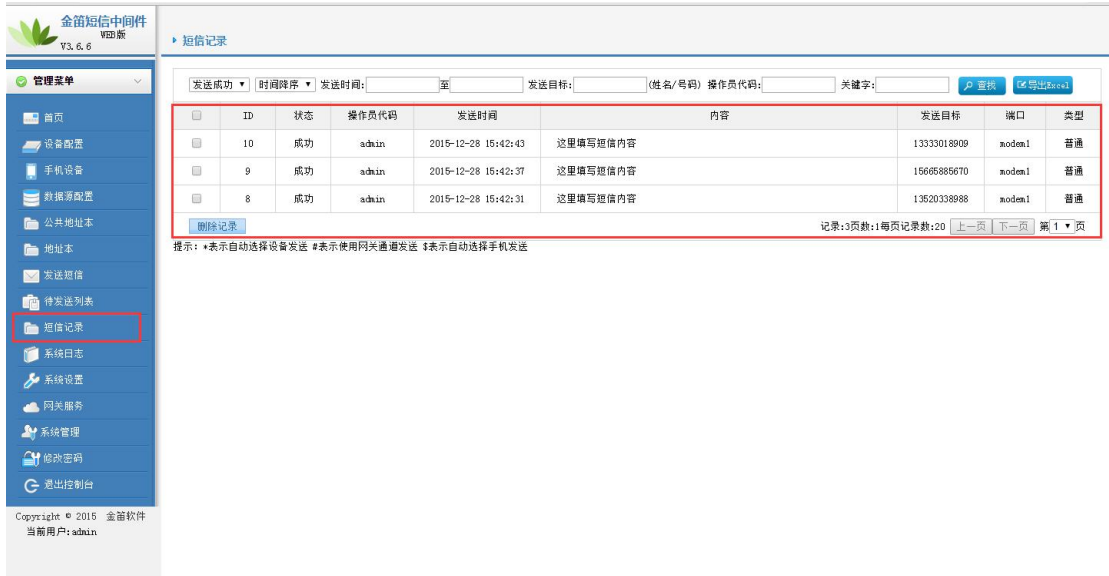 金笛短信中间件
WEB版
V3.6.6
短信记录
管理菜单
首页
设备配置
手机设备
数据源配置
公共地址本
地址本
发送短信
待发送列表
短信记录
系统日志
系统设置
网关服务
系统管理
修改密码
退出控制台
Copyright © 2015 金笛软件
当前用户:admin
发送成功 ▼ 时间降序 ▼ 发送时间: 至 发送目标: (姓名/号码) 操作员代码: 关键字: 查找 导出Excel
ID 状态 操作员代码 发送时间 内容 发送目标 端口 类型
10 成功 admin 2015-12-28 15:42:43 这里填写短信内容 13333018909 modem1 普通
9 成功 admin 2015-12-28 15:42:37 这里填写短信内容 15665885670 modem1 普通
8 成功 admin 2015-12-28 15:42:31 这里填写短信内容 13520338988 modem1 普通
删除记录 记录:3页数:1每页记录数:20 上一页 下一页 第 1 ▼ 页
提示: *表示自动选择设备发送 #表示使用网关通道发送 $表示自动选择手机发送